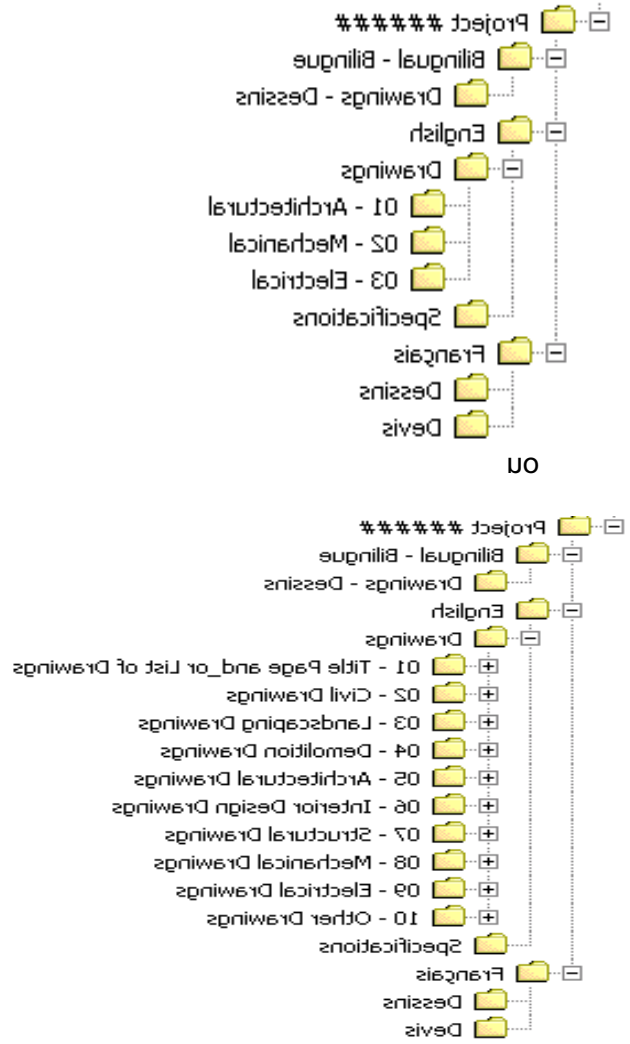 Project ######
Bilingual - Bilingue
Drawings - Dessins
English
Drawings
01 - Architectural
02 - Mechanical
03 - Electrical
Specifications
Français
Dessins
Devis
ou
Project ######
Bilingual - Bilingue
Drawings - Dessins
English
Drawings
01 - Title Page and_or List of Drawings
02 - Civil Drawings
03 - Landscaping Drawings
04 - Demolition Drawings
05 - Architectural Drawings
06 - Interior Design Drawings
07 - Structural Drawings
08 - Mechanical Drawings
09 - Electrical Drawings
10 - Other Drawings
Specifications
Français
Dessins
Devis